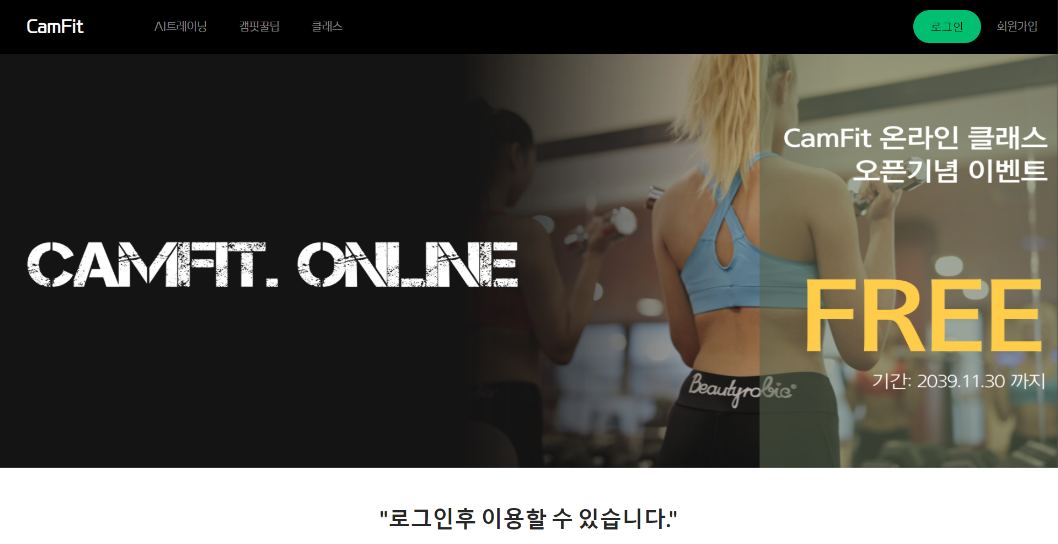 CamFit AI트레이닝 캠핏꿀팁 클래스 로그인 회원가입
CamFit 온라인 클래스
오픈기념 이벤트
CAMFIT. ONLINE
FREE
기간: 2039.11.30 까지
Beautyrobic
"로그인후 이용할 수 있습니다."